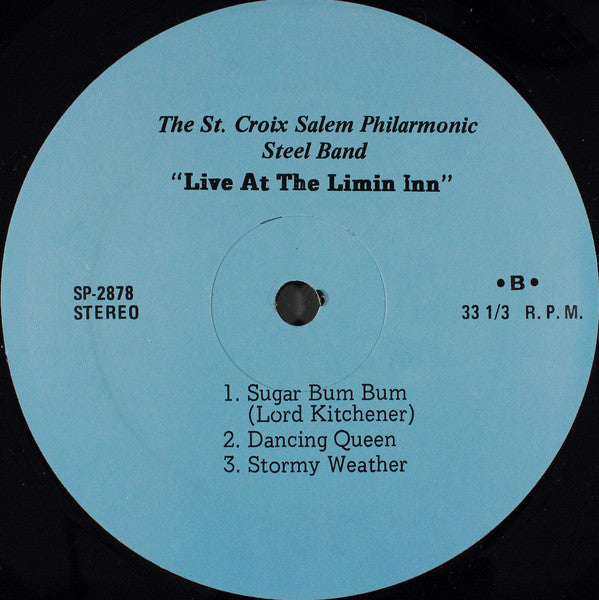 The St. Croix Salem Philarmonic
Steel Band
"Live At The Limin Inn"
SP-2878
STEREO
•B•
33 1/3 R.P.M.
1. Sugar Bum Bum
(Lord Kitchener)
2. Dancing Queen
3. Stormy Weather